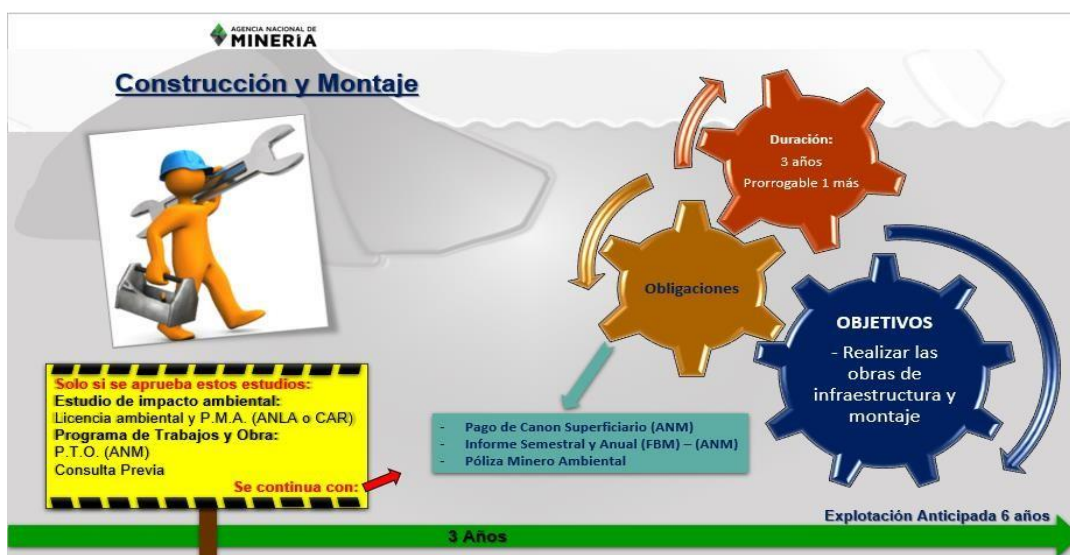 AGENCIA NACIONAL DE
MINERÍA
Construcción y Montaje
Duración:
3 años
Prorrogable 1 más
Obligaciones
OBJETIVOS
- Realizar las
obras de
infraestructura y
montaje
Solo si se aprueba estos estudios:
Estudio de impacto ambiental:
Licencia ambiental y P.M.A. (ANLA o CAR)
Programa de Trabajos y Obra:
P.T.O. (ANM)
Consulta Previa
Se continua con:
- Pago de Canon Superficiario (ANM)
- Informe Semestral y Anual (FBM) – (ANM)
- Póliza Minero Ambiental
Explotación Anticipada 6 años
3 Años